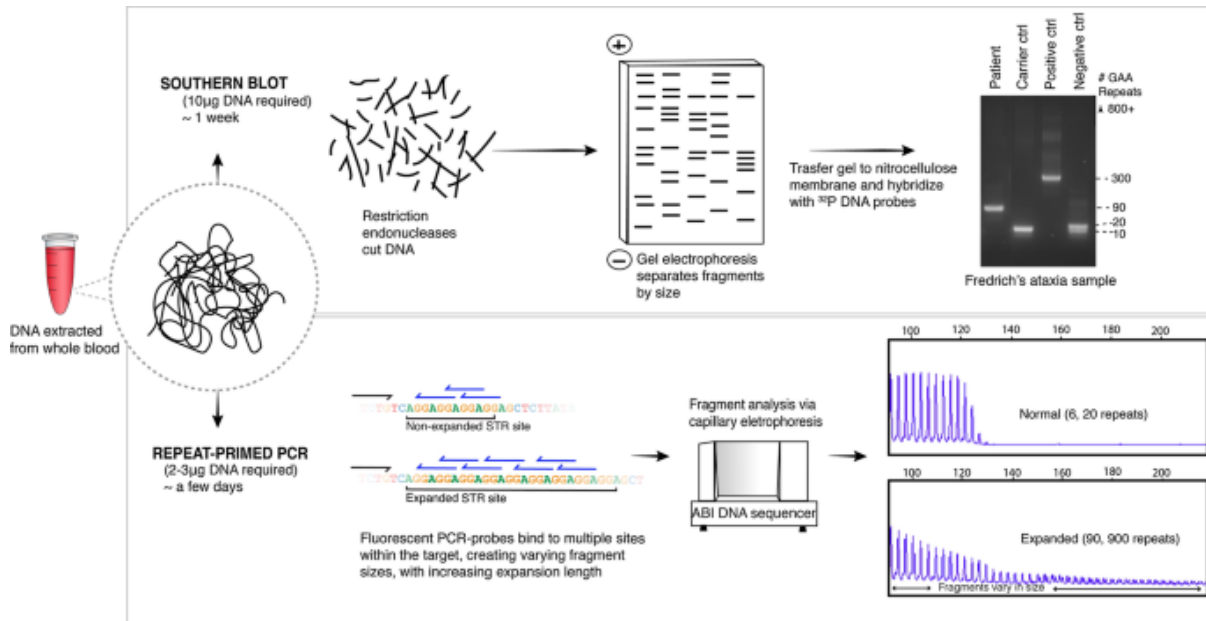 SOUTHERN BLOT
(10µg DNA required)
~ 1 week
Restriction
endonucleases
cut DNA
+
−
Gel electrophoresis
separates fragments
by size
Trasfer gel to nitrocellulose
membrane and hybridize
with ³²P DNA probes
Patient
Carrier ctrl
Positive ctrl
Negative ctrl
# GAA
Repeats
800+
300
90
20
10
Fredrich's ataxia sample
DNA extracted
from whole blood
REPEAT-PRIMED PCR
(2-3µg DNA required)
~ a few days
TCTGTCAGGAGGAGGAGGAGCTCTTATA
Non-expanded STR site
TCTGTCAGGAGGAGGAGGAGGAGGAGGAGGAGCT
Expanded STR site
Fluorescent PCR-probes bind to multiple sites
within the target, creating varying fragment
sizes, with increasing expansion length
Fragment analysis via
capillary eletrophoresis
ABI DNA sequencer
100 120 140 160 180 200
Normal (6, 20 repeats)
100 120 140 160 180 200
Expanded (90, 900 repeats)
Fragments vary in size